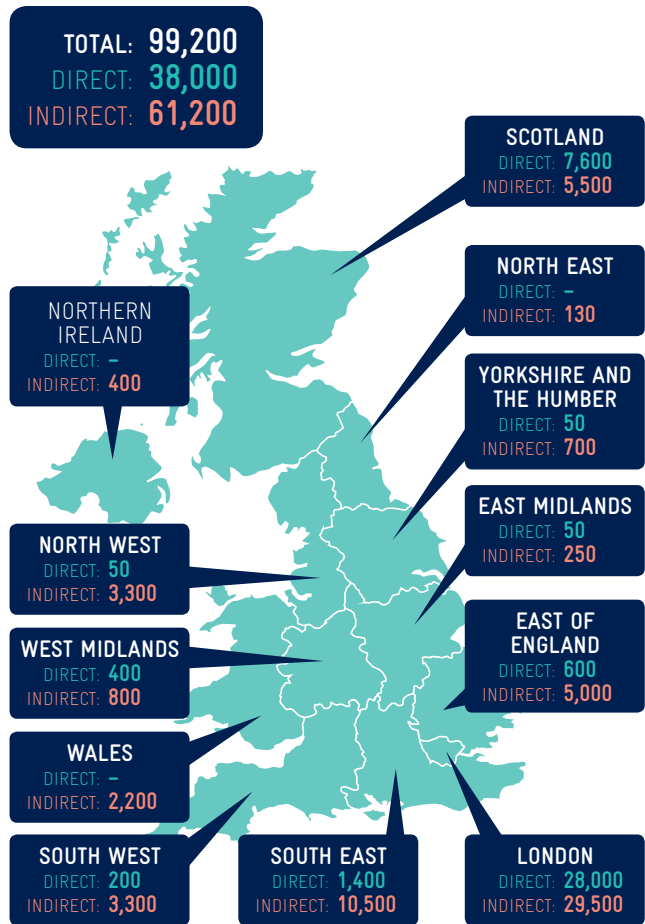 TOTAL: 99,200
DIRECT: 38,000
INDIRECT: 61,200
SCOTLAND
DIRECT: 7,600
INDIRECT: 5,500
NORTH EAST
DIRECT: –
INDIRECT: 130
NORTHERN
IRELAND
DIRECT: –
INDIRECT: 400
YORKSHIRE AND
THE HUMBER
DIRECT: 50
INDIRECT: 700
EAST MIDLANDS
DIRECT: 50
INDIRECT: 250
NORTH WEST
DIRECT: 50
INDIRECT: 3,300
EAST OF
ENGLAND
DIRECT: 600
INDIRECT: 5,000
WEST MIDLANDS
DIRECT: 400
INDIRECT: 800
WALES
DIRECT: –
INDIRECT: 2,200
SOUTH WEST
DIRECT: 200
INDIRECT: 3,300
SOUTH EAST
DIRECT: 1,400
INDIRECT: 10,500
LONDON
DIRECT: 28,000
INDIRECT: 29,500